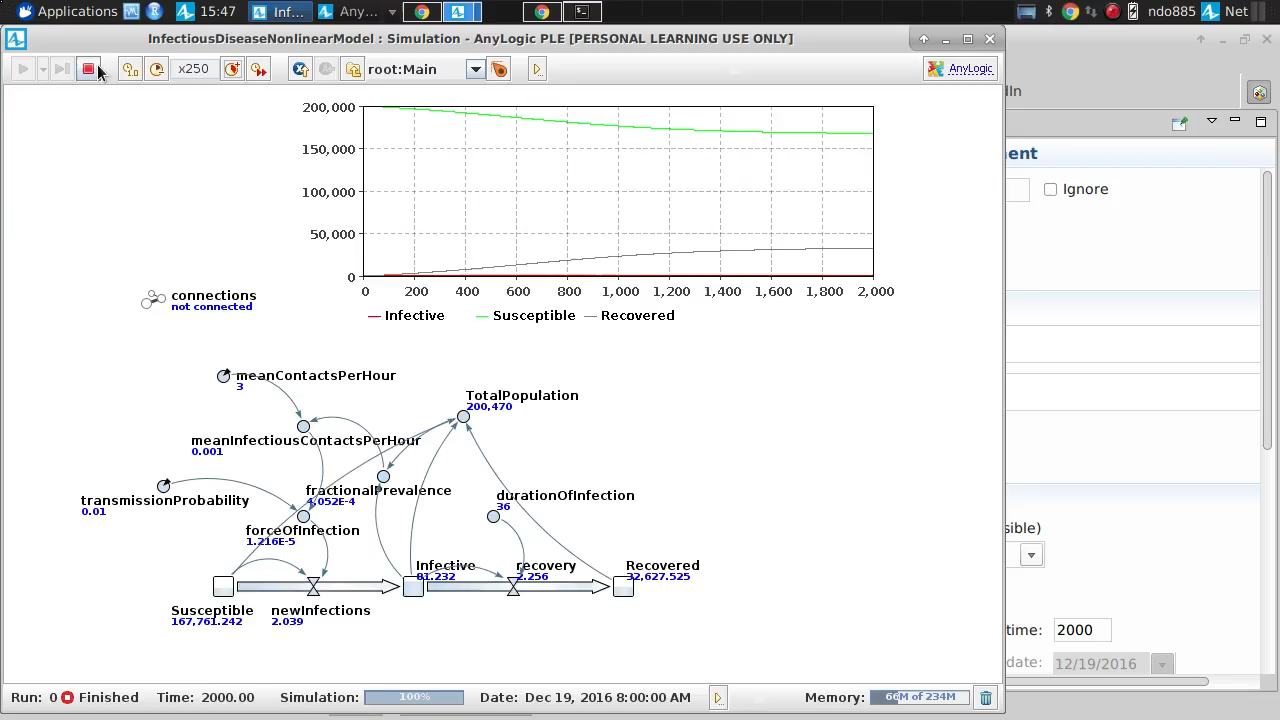 Applications 15:47 Inf... Any... ndo885 Net
InfectiousDiseaseNonlinearModel : Simulation - AnyLogic PLE [PERSONAL LEARNING USE ONLY]
x250 root:Main AnyLogic
In
ent
Ignore
200,000
150,000
100,000
50,000
0
0 200 400 600 800 1,000 1,200 1,400 1,600 1,800 2,000
Infective Susceptible Recovered
connections
not connected
meanContactsPerHour
3
TotalPopulation
200,470
meanInfectiousContactsPerHour
0.001
fractionalPrevalence
4.052E-4
transmissionProbability
0.01
durationOfInfection
36
forceOfInfection
1.216E-5
sible)
Infective recovery Recovered
81.232 2.256 32,627.525
Susceptible newInfections
167,761.242 2.039
time: 2000
date: 12/19/2016
Run: 0 Finished Time: 2000.00 Simulation: 100% Date: Dec 19, 2016 8:00:00 AM Memory: 66M of 234M